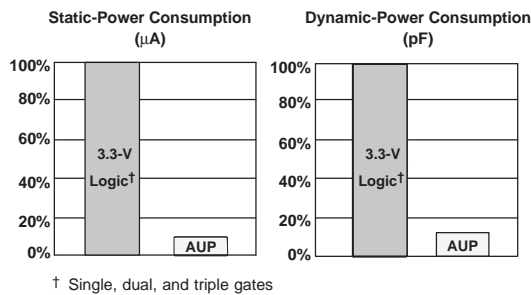 Static-Power Consumption
(μA)
100%
80%
60%
40%
20%
0%
3.3-V
Logic†
AUP
Dynamic-Power Consumption
(pF)
100%
80%
60%
40%
20%
0%
3.3-V
Logic†
AUP
† Single, dual, and triple gates